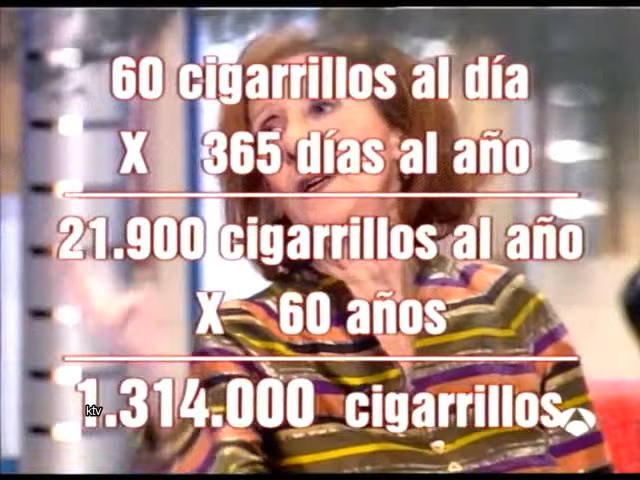 60 cigarrillos al día
X 365 días al año
21.900 cigarrillos al año
X 60 años
1.314.000 cigarrillos
ktv